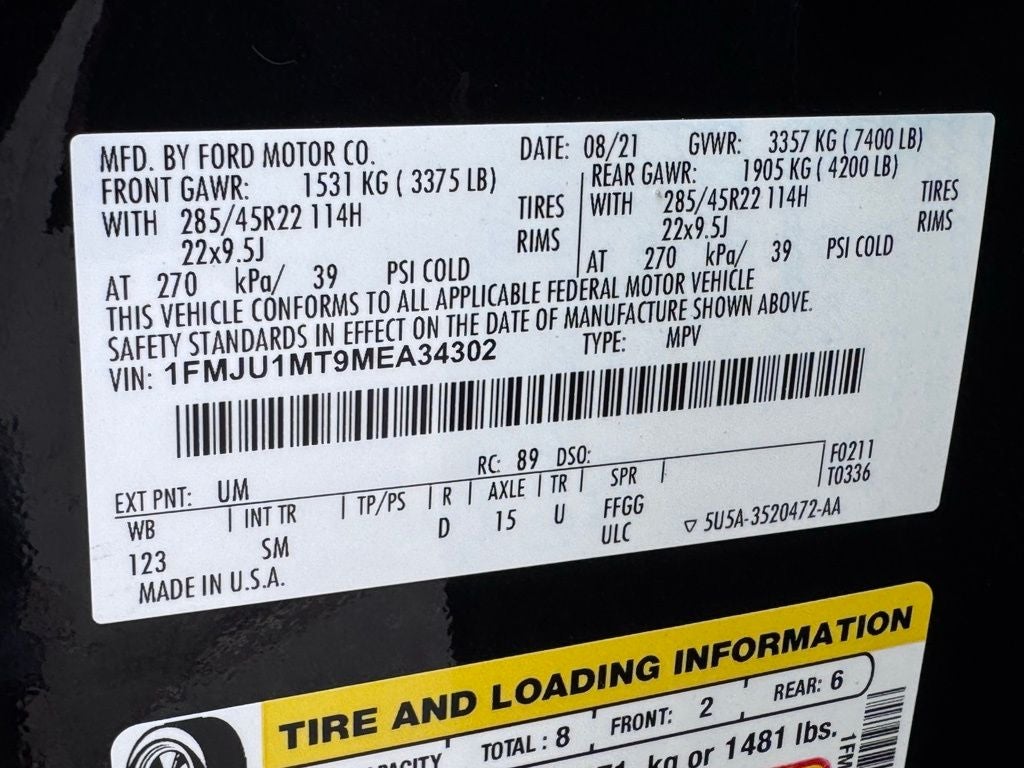 MFD. BY FORD MOTOR CO. DATE: 08/21 GVWR: 3357 KG ( 7400 LB)
FRONT GAWR: 1531 KG ( 3375 LB) REAR GAWR: 1905 KG ( 4200 LB)
WITH 285/45R22 114H TIRES WITH 285/45R22 114H TIRES
22x9.5J RIMS 22x9.5J RIMS
AT 270 kPa/ 39 PSI COLD AT 270 kPa/ 39 PSI COLD
THIS VEHICLE CONFORMS TO ALL APPLICABLE FEDERAL MOTOR VEHICLE
SAFETY STANDARDS IN EFFECT ON THE DATE OF MANUFACTURE SHOWN ABOVE.
VIN: 1FMJU1MT9MEA34302 TYPE: MPV
EXT PNT: UM RC: 89 DSO: F0211
WB INT TR TP/PS R AXLE TR SPR T0336
123 SM D 15 U FFGG 5U5A-3520472-AA
ULC
MADE IN U.S.A.
TIRE AND LOADING INFORMATION
TOTAL : 8 FRONT: 2 REAR: 6
kg or 1481 lbs.